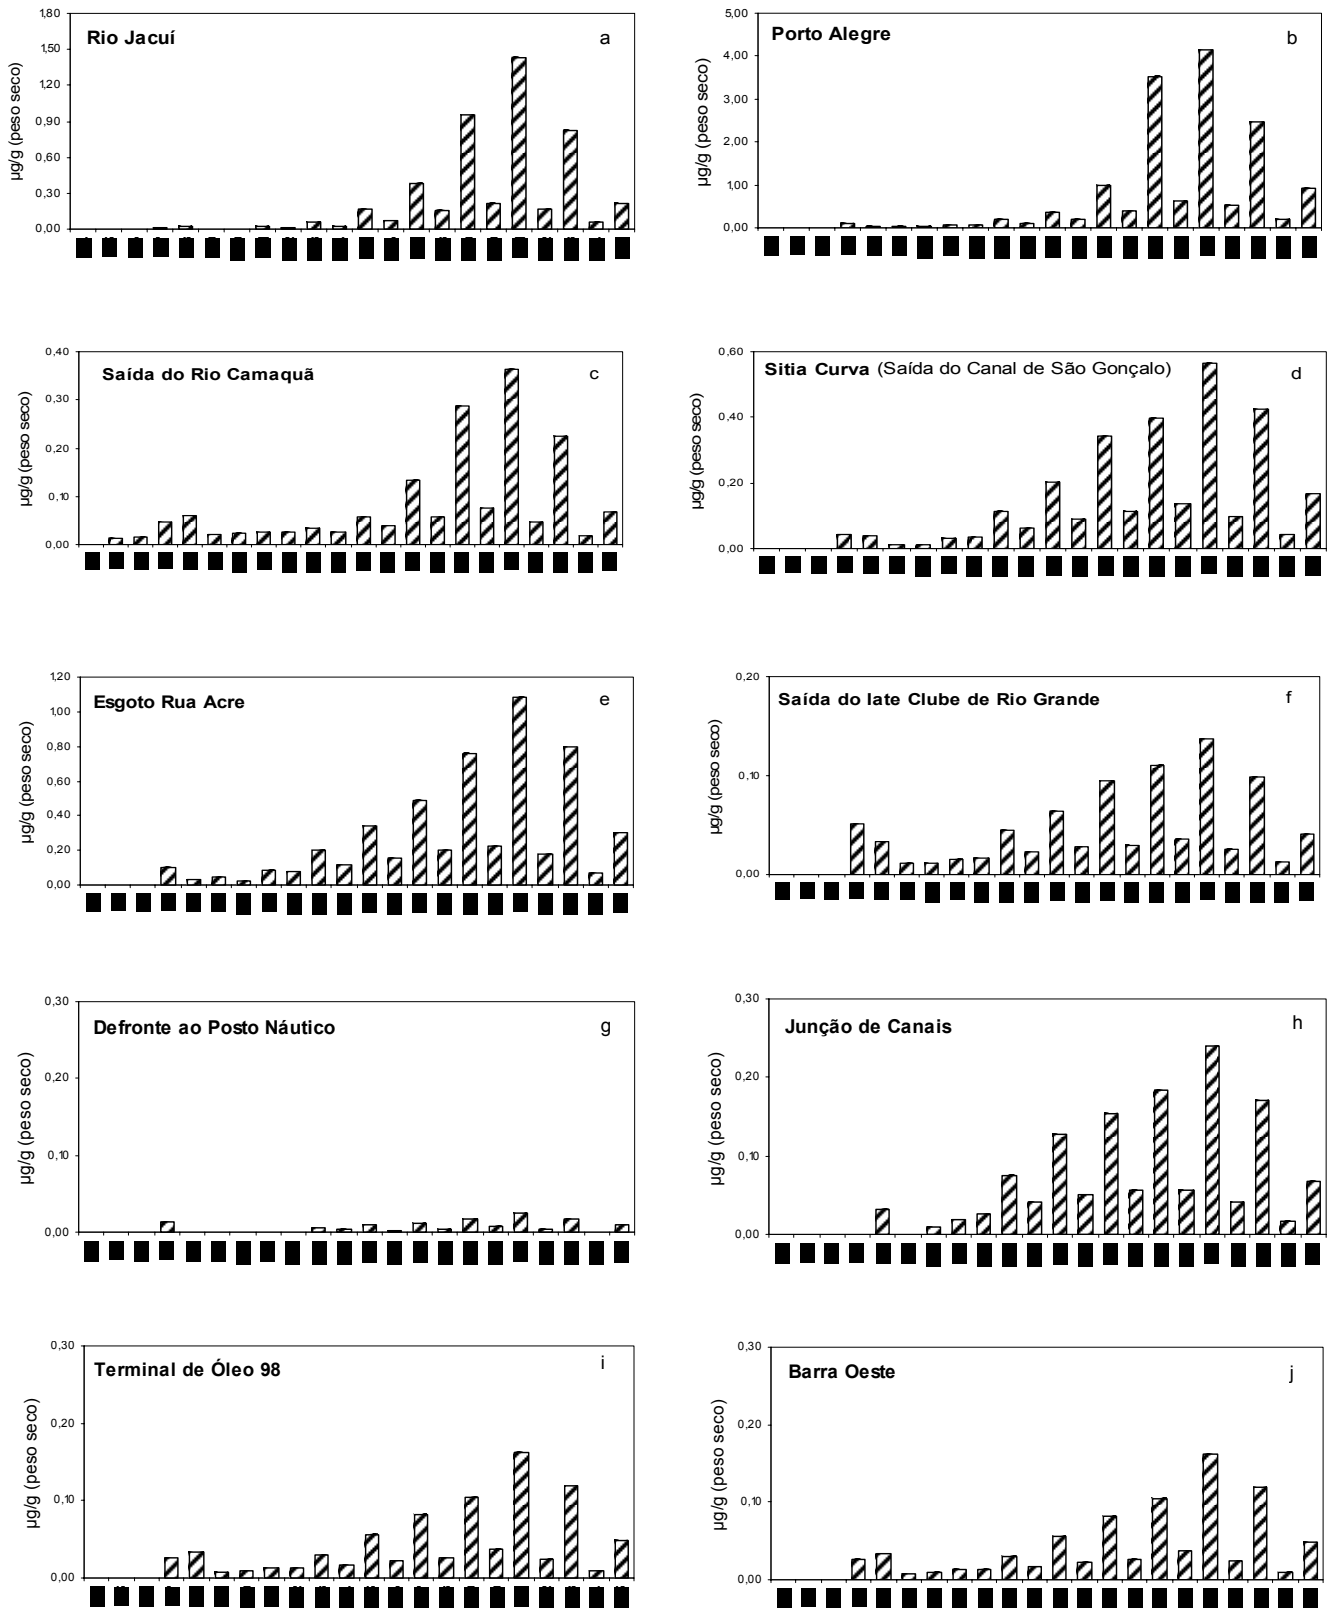 Rio Jacuí
a
µg/g (peso seco)
1,80
1,50
1,20
0,90
0,60
0,30
0,00
Porto Alegre
b
µg/g (peso seco)
5,00
4,00
3,00
2,00
1,00
0,00
Saída do Rio Camaquã
c
µg/g (peso seco)
0,40
0,30
0,20
0,10
0,00
Sitia Curva (Saída do Canal de São Gonçalo)
d
µg/g (peso seco)
0,60
0,40
0,20
0,00
Esgoto Rua Acre
e
µg/g (peso seco)
1,20
1,00
0,80
0,60
0,40
0,20
0,00
Saída do Iate Clube de Rio Grande
f
µg/g (peso seco)
0,20
0,10
0,00
Defronte ao Posto Náutico
g
µg/g (peso seco)
0,30
0,20
0,10
0,00
Junção de Canais
h
µg/g (peso seco)
0,30
0,20
0,10
0,00
Terminal de Óleo 98
i
µg/g (peso seco)
0,30
0,20
0,10
0,00
Barra Oeste
j
µg/g (peso seco)
0,30
0,20
0,10
0,00